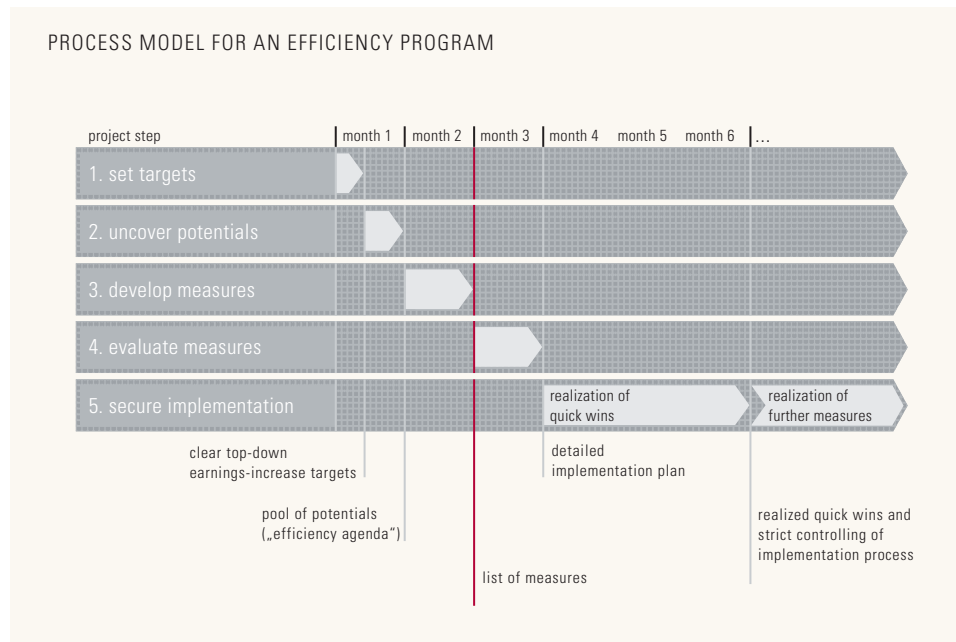 PROCESS MODEL FOR AN EFFICIENCY PROGRAM
project step
month 1
month 2
month 3
month 4
month 5
month 6
...
1. set targets
2. uncover potentials
3. develop measures
4. evaluate measures
5. secure implementation
realization of
quick wins
realization of
further measures
clear top-down
earnings-increase targets
detailed
implementation plan
pool of potentials
(„efficiency agenda“)
realized quick wins and
strict controlling of
implementation process
list of measures